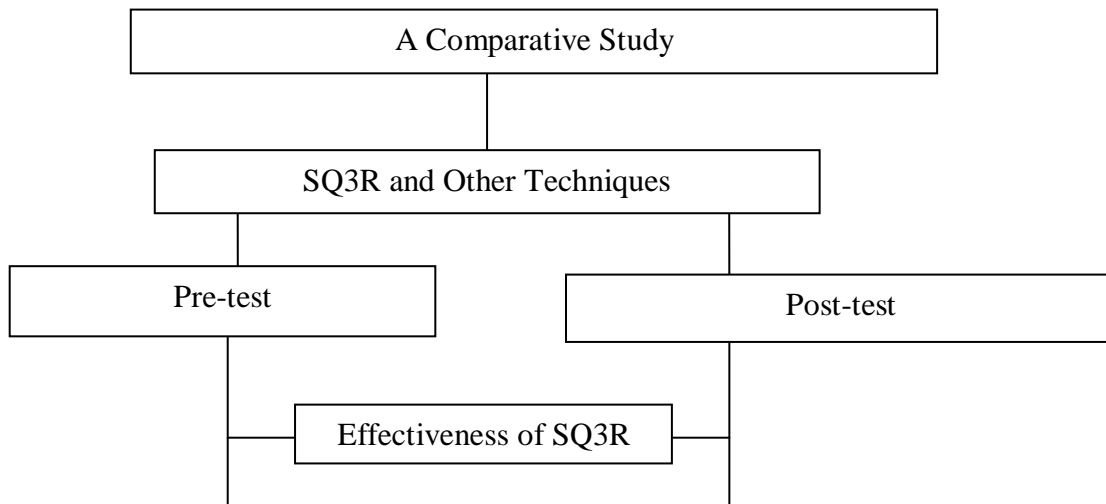 A Comparative Study
SQ3R and Other Techniques
Pre-test
Post-test
Effectiveness of SQ3R